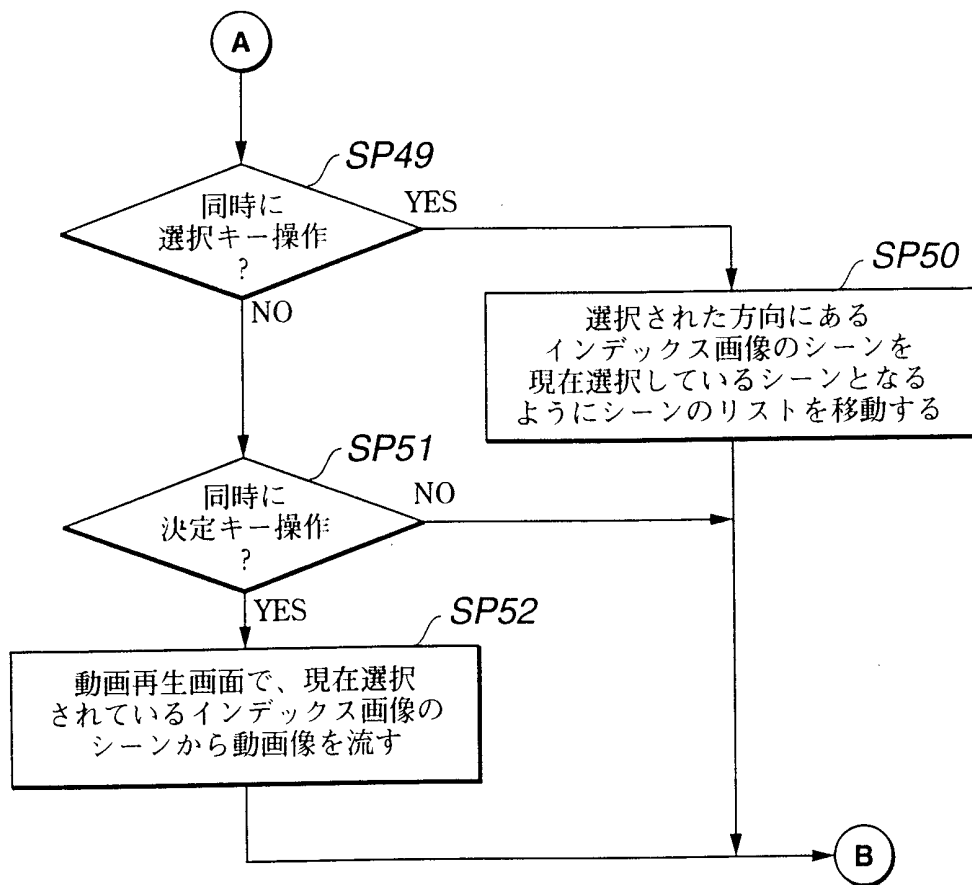 A
SP49
同時に
選択キー操作
?
YES
NO
SP50
選択された方向にある
インデックス画像のシーンを
現在選択しているシーンとなる
ようにシーンのリストを移動する
SP51
同時に
決定キー操作
?
NO
YES
SP52
動画再生画面で、現在選択
されているインデックス画像の
シーンから動画像を流す
B